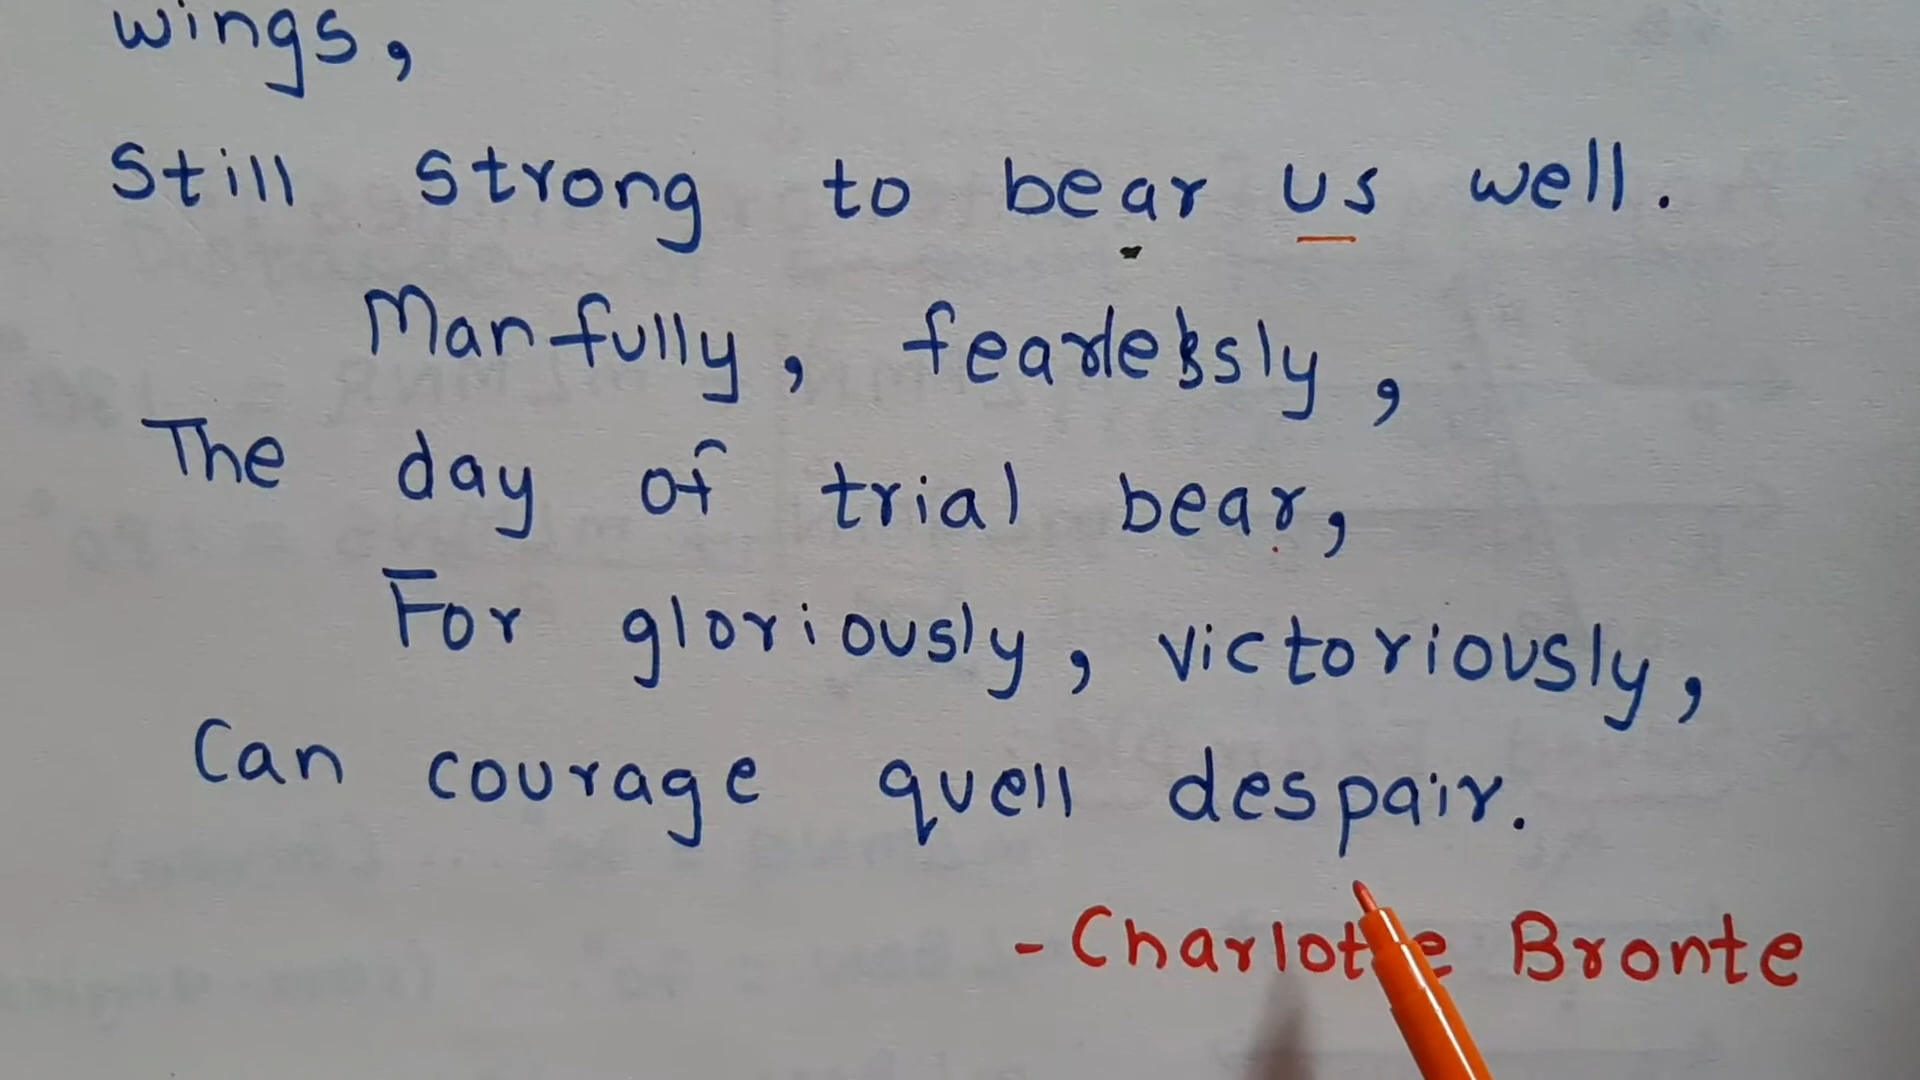 wings,
Still strong to bear us well.
Manfully, fearlessly,
The day of trial bear,
For gloriously, victoriously,
Can courage quell despair.
- Charlotte Bronte